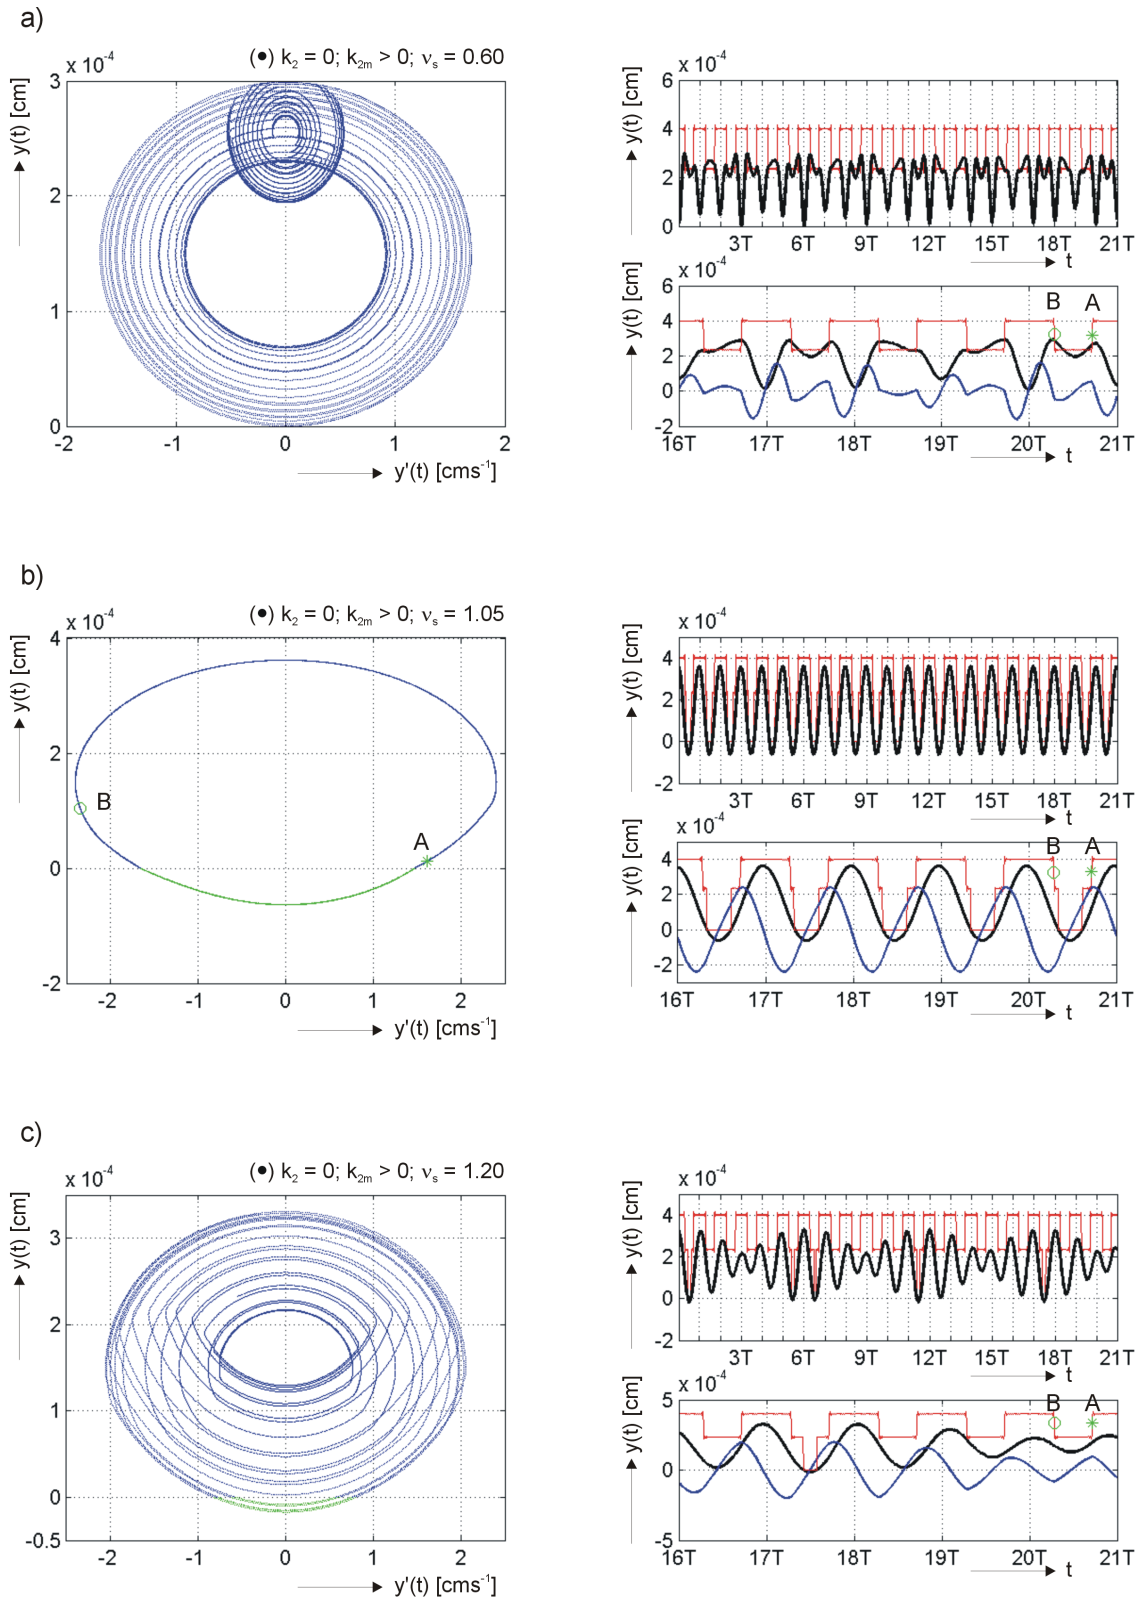 a)
(•) k₂ = 0; k₂ₘ > 0; νₛ = 0.60
x 10⁻⁴
y(t) [cm]
3
2
1
0
-2
-1
0
1
2
y'(t) [cms⁻¹]
x 10⁻⁴
y(t) [cm]
6
4
2
0
3T
6T
9T
12T
15T
18T
21T
t
x 10⁻⁴
y(t) [cm]
6
4
2
0
-2
B
A
16T
17T
18T
19T
20T
21T
t
b)
(•) k₂ = 0; k₂ₘ > 0; νₛ = 1.05
x 10⁻⁴
y(t) [cm]
4
2
0
-2
B
A
-2
-1
0
1
2
y'(t) [cms⁻¹]
x 10⁻⁴
y(t) [cm]
4
2
0
-2
3T
6T
9T
12T
15T
18T
21T
t
x 10⁻⁴
y(t) [cm]
4
2
0
-2
B
A
16T
17T
18T
19T
20T
21T
t
c)
(•) k₂ = 0; k₂ₘ > 0; νₛ = 1.20
x 10⁻⁴
y(t) [cm]
3
2
1
0
-0.5
-2
-1
0
1
2
y'(t) [cms⁻¹]
x 10⁻⁴
y(t) [cm]
4
2
0
-2
3T
6T
9T
12T
15T
18T
21T
t
x 10⁻⁴
y(t) [cm]
5
0
-5
B
A
16T
17T
18T
19T
20T
21T
t